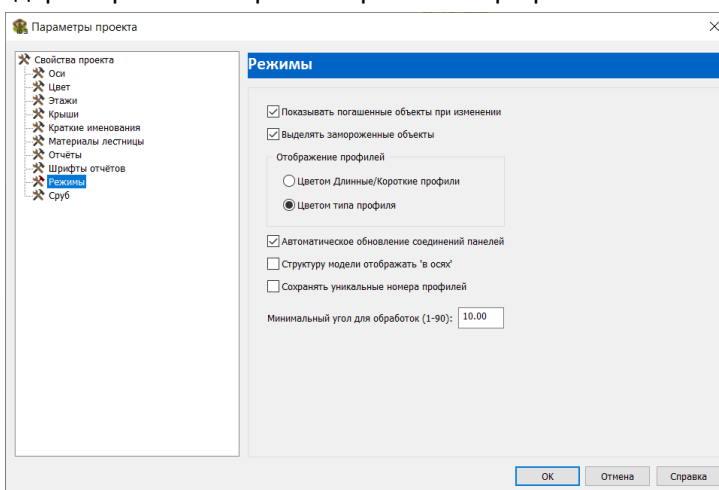 Параметры проекта
Свойства проекта
Оси
Цвет
Этажи
Крыши
Краткие именования
Материалы лестницы
Отчёты
Шрифты отчётов
Режимы
Сруб
Режимы
Показывать погашенные объекты при изменении
Выделять замороженные объекты
Отображение профилей
Цветом Длинные/Короткие профили
Цветом типа профиля
Автоматическое обновление соединений панелей
Структуру модели отображать 'в осях'
Сохранять уникальные номера профилей
Минимальный угол для обработок (1-90): 10.00
ОК Отмена Справка